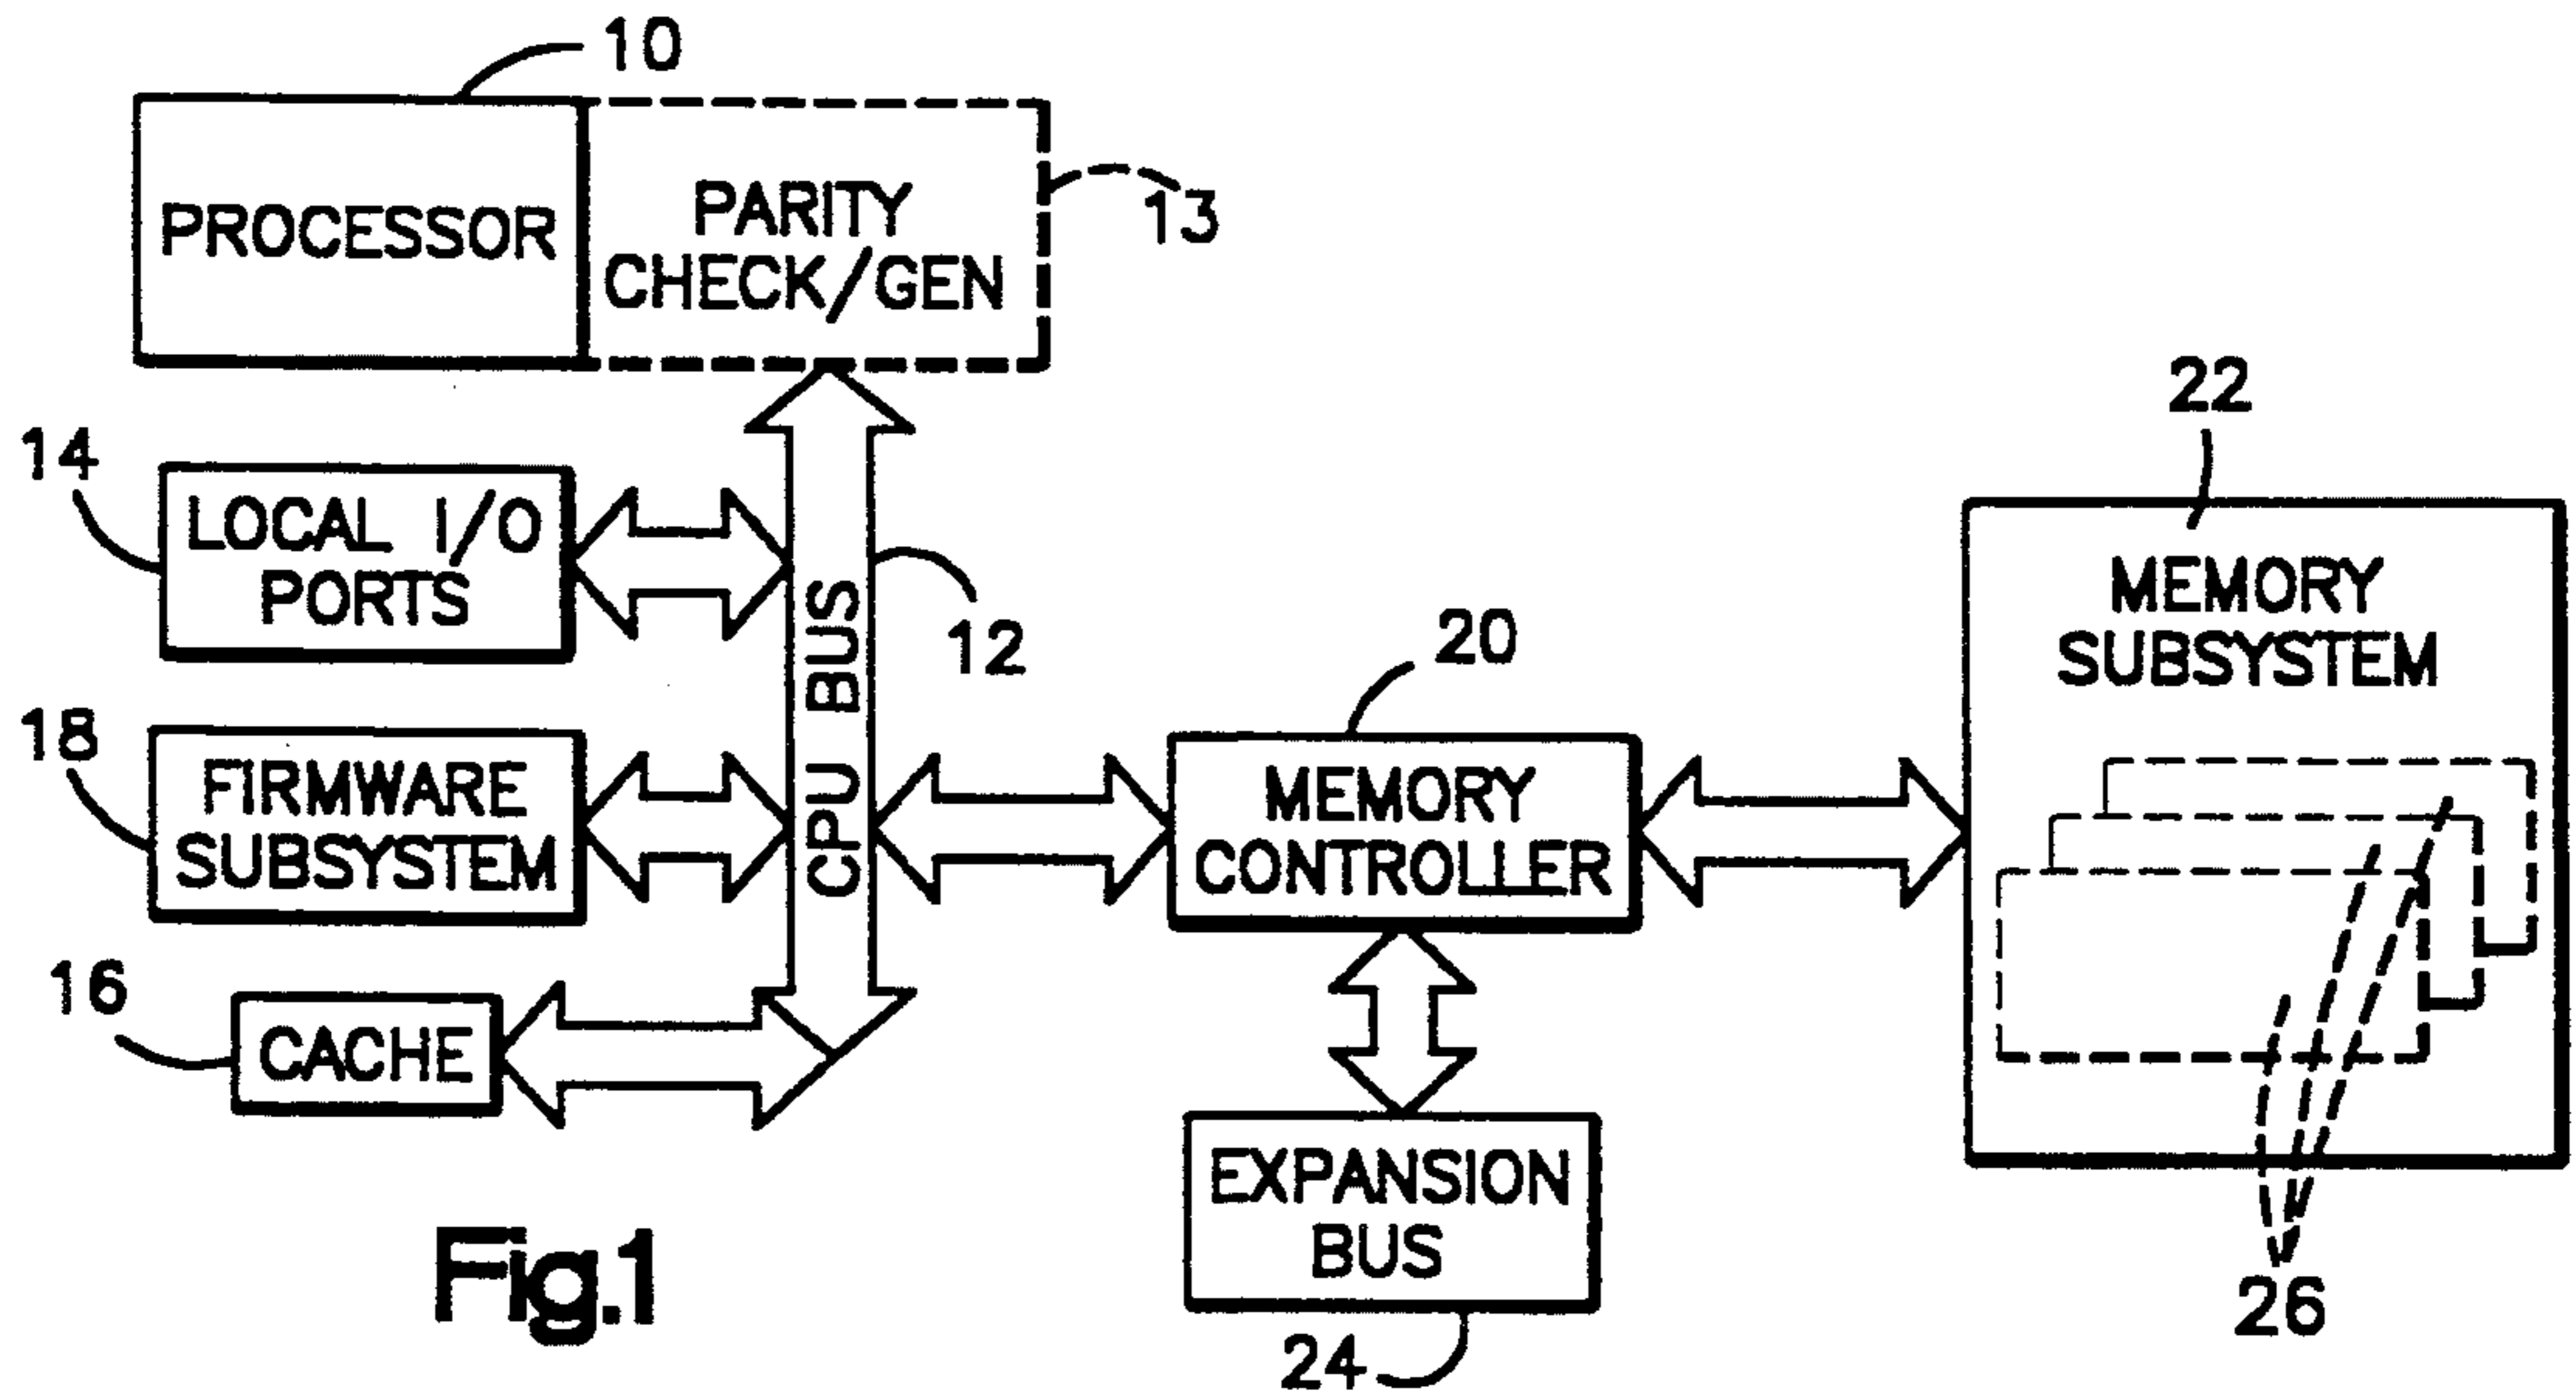 10
PROCESSOR
PARITY
CHECK/GEN
13
14
LOCAL I/O
PORTS
CPU BUS
12
18
FIRMWARE
SUBSYSTEM
16
CACHE
20
MEMORY
CONTROLLER
22
MEMORY
SUBSYSTEM
EXPANSION
BUS
24
26
Fig.1